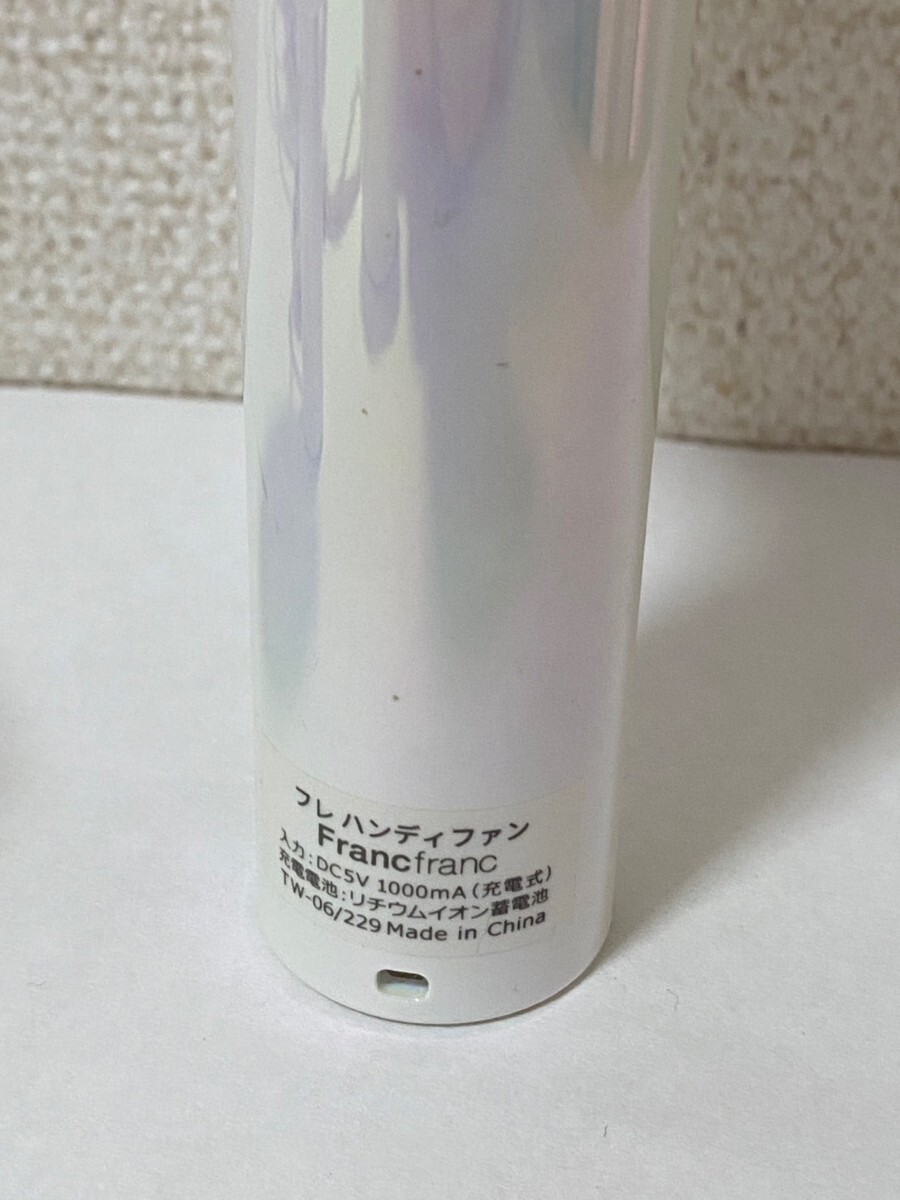 フレ ハンディファン
Francfranc
入力:DC5V 1000mA(充電式)
充電電池:リチウムイオン蓄電池
TW-06/229 Made in China